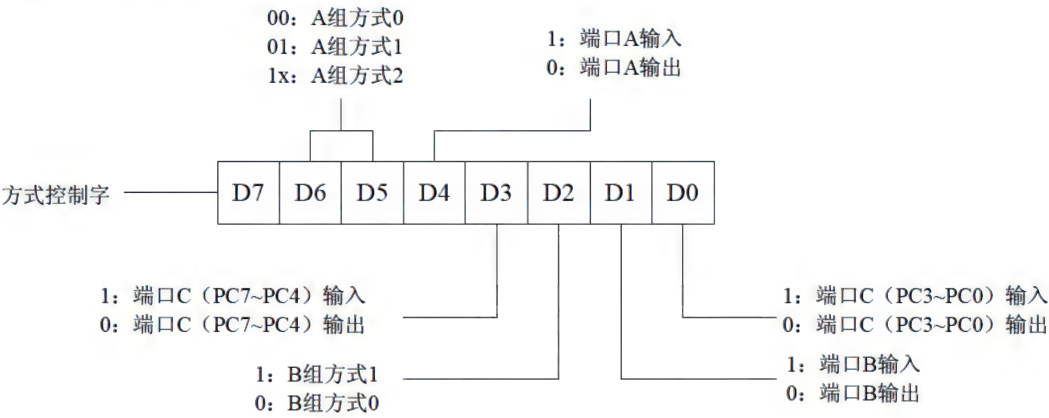 00：A组方式0
01：A组方式1
1x：A组方式2
1：端口A输入
0：端口A输出
方式控制字
D7 D6 D5 D4 D3 D2 D1 D0
1：端口C（PC7~PC4）输入
0：端口C（PC7~PC4）输出
1：端口C（PC3~PC0）输入
0：端口C（PC3~PC0）输出
1：B组方式1
0：B组方式0
1：端口B输入
0：端口B输出